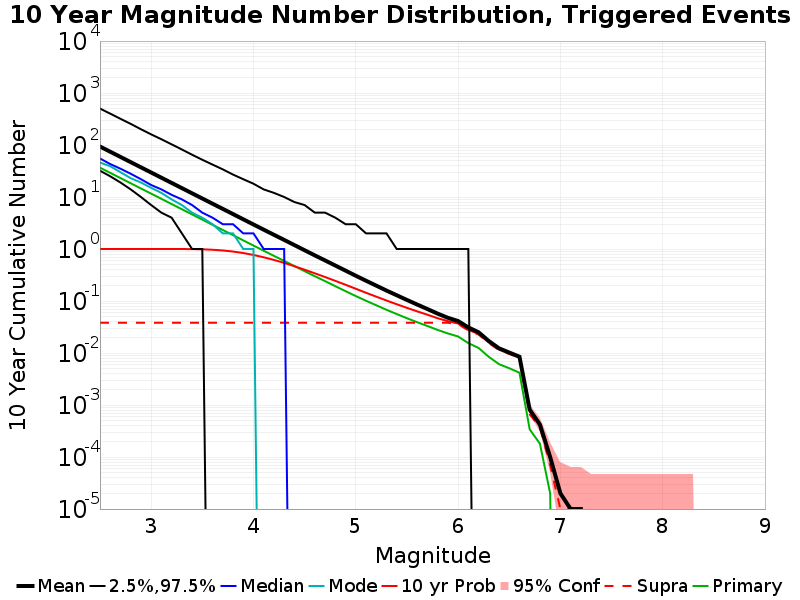 10 Year Magnitude Number Distribution, Triggered Events
10 Year Cumulative Number
10^4
10^3
10^2
10^1
10^0
10^-1
10^-2
10^-3
10^-4
10^-5
3 4 5 6 7 8 9
Magnitude
Mean 2.5%,97.5% Median Mode 10 yr Prob 95% Conf Supra Primary